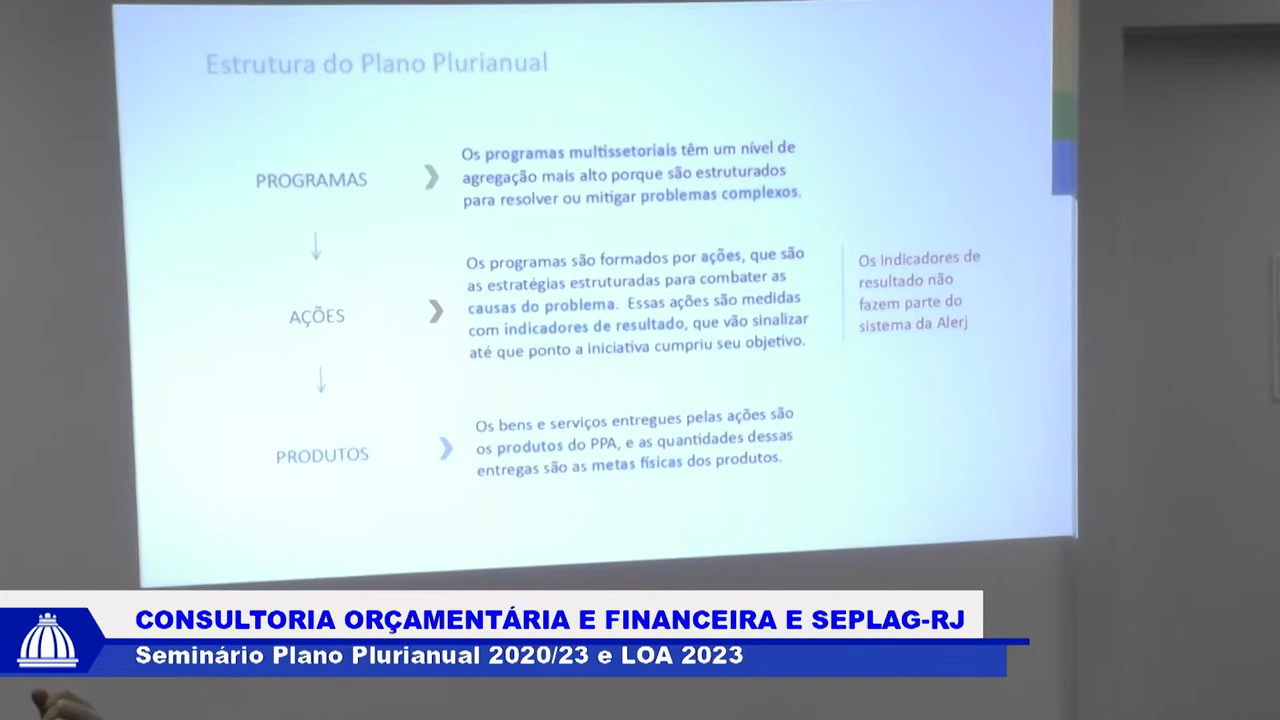 Estrutura do Plano Plurianual
PROGRAMAS
Os programas multissetoriais têm um nível de
agregação mais alto porque são estruturados
para resolver ou mitigar problemas complexos.
AÇÕES
Os programas são formados por ações, que são
as estratégias estruturadas para combater as
causas do problema. Essas ações são medidas
com indicadores de resultado, que vão sinalizar
até que ponto a iniciativa cumpriu seu objetivo.
Os indicadores de
resultado não
fazem parte do
sistema da Alerj
PRODUTOS
Os bens e serviços entregues pelas ações são
os produtos do PPA, e as quantidades dessas
entregas são as metas físicas dos produtos.
CONSULTORIA ORÇAMENTÁRIA E FINANCEIRA E SEPLAG-RJ
Seminário Plano Plurianual 2020/23 e LOA 2023